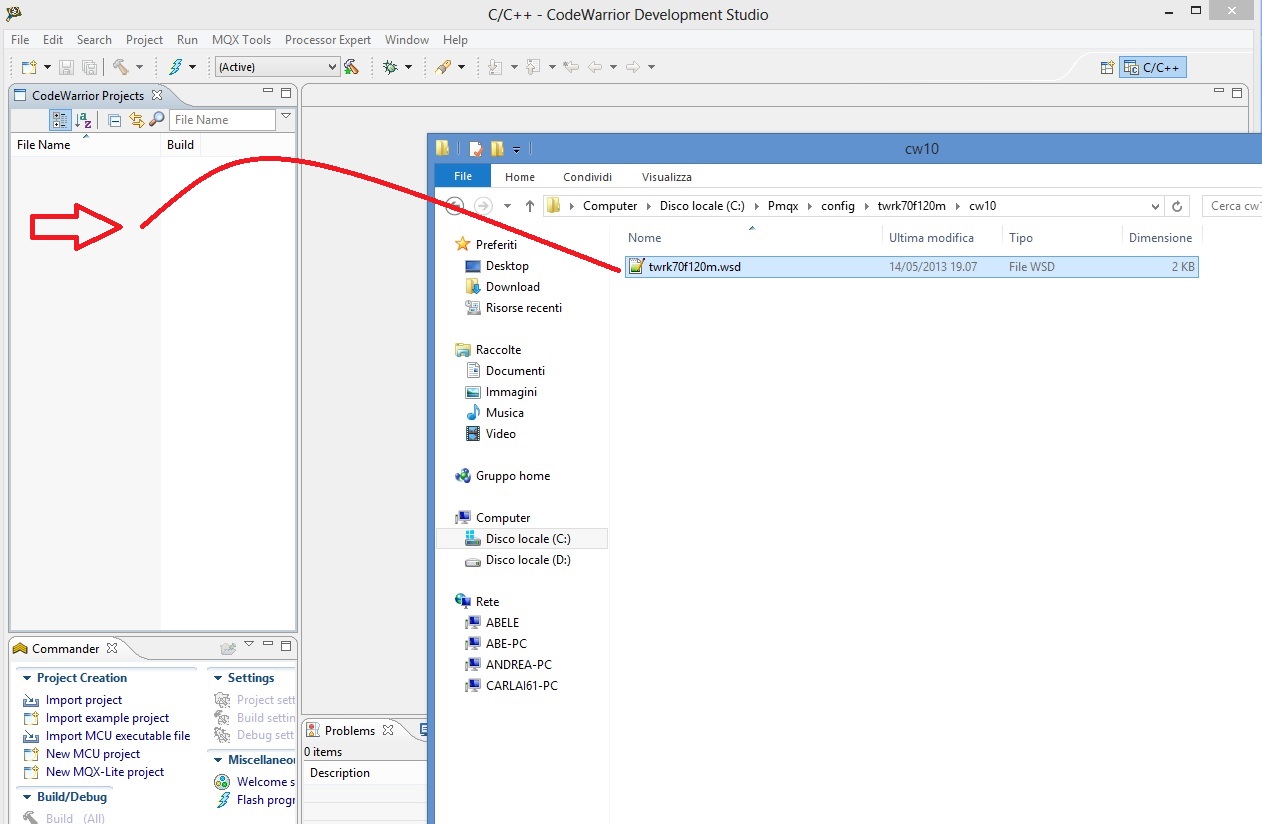 C/C++ - CodeWarrior Development Studio
File Edit Search Project Run MQX Tools Processor Expert Window Help
(Active)
C/C++
CodeWarrior Projects
File Name
File Name Build
cw10
File Home Condividi Visualizza
Computer Disco locale (C:) Pmqx config twrk70f120m cw10
Cerca cw1
Nome Ultima modifica Tipo Dimensione
twrk70f120m.wsd 14/05/2013 19.07 File WSD 2 KB
Preferiti
Desktop
Download
Risorse recenti
Raccolte
Documenti
Immagini
Musica
Video
Gruppo home
Computer
Disco locale (C:)
Disco locale (D:)
Rete
ABELE
ABE-PC
ANDREA-PC
CARLAI61-PC
Commander
Project Creation
Import project
Import example project
Import MCU executable file
New MCU project
New MQX-Lite project
Build/Debug
Build (All)
Settings
Project sett
Build settin
Debug sett
Miscellaneou
Welcome s
Flash progr
Problems
0 items
Description